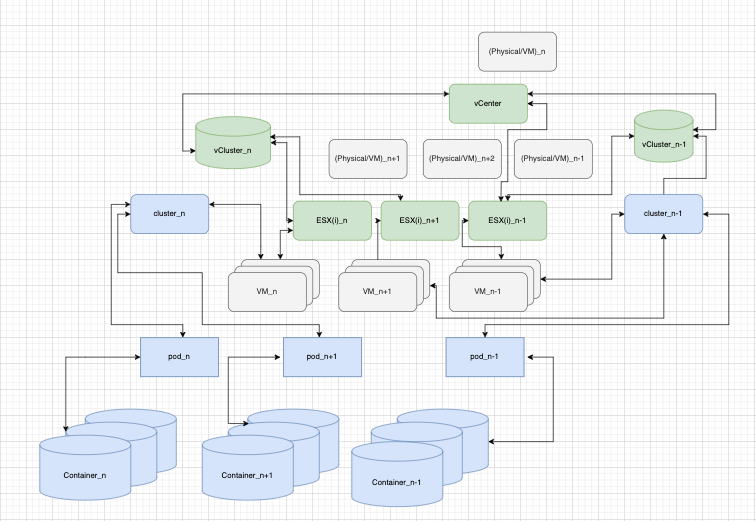 (Physical/VM)_n
vCenter
vCluster_n
vCluster_n-1
(Physical/VM)_n+1
(Physical/VM)_n+2
(Physical/VM)_n-1
cluster_n
ESX(i)_n
ESX(i)_n+1
ESX(i)_n-1
cluster_n-1
VM_n
VM_n+1
VM_n-1
pod_n
pod_n+1
pod_n-1
Container_n
Container_n+1
Container_n-1